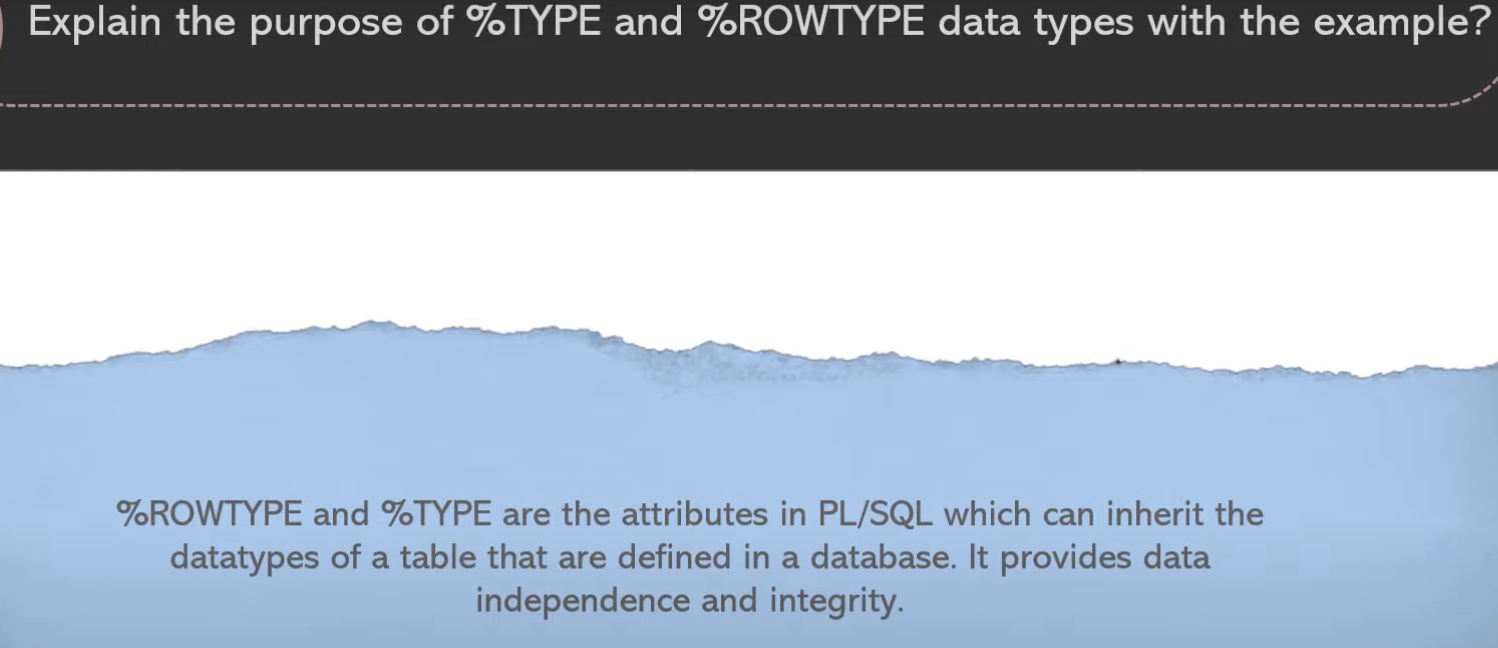 Explain the purpose of %TYPE and %ROWTYPE data types with the example?
%ROWTYPE and %TYPE are the attributes in PL/SQL which can inherit the
datatypes of a table that are defined in a database. It provides data
independence and integrity.